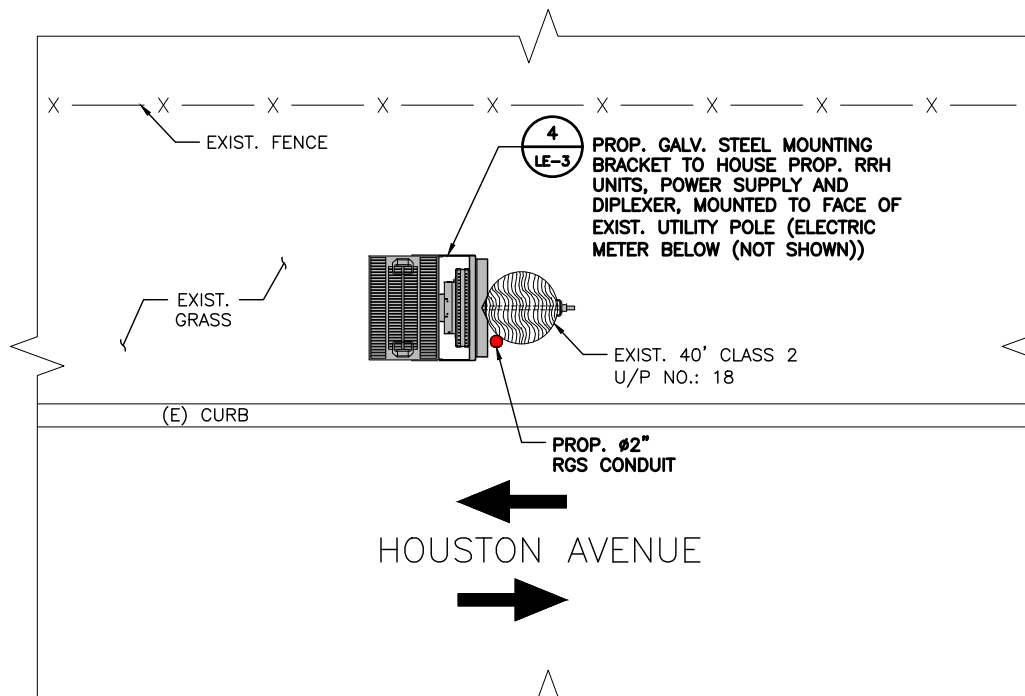 X X X X X X X X X
EXIST. FENCE
4
LE-3
PROP. GALV. STEEL MOUNTING
BRACKET TO HOUSE PROP. RRH
UNITS, POWER SUPPLY AND
DIPLEXER, MOUNTED TO FACE OF
EXIST. UTILITY POLE (ELECTRIC
METER BELOW (NOT SHOWN))
EXIST.
GRASS
EXIST. 40' CLASS 2
U/P NO.: 18
(E) CURB
PROP. ø2"
RGS CONDUIT
HOUSTON AVENUE